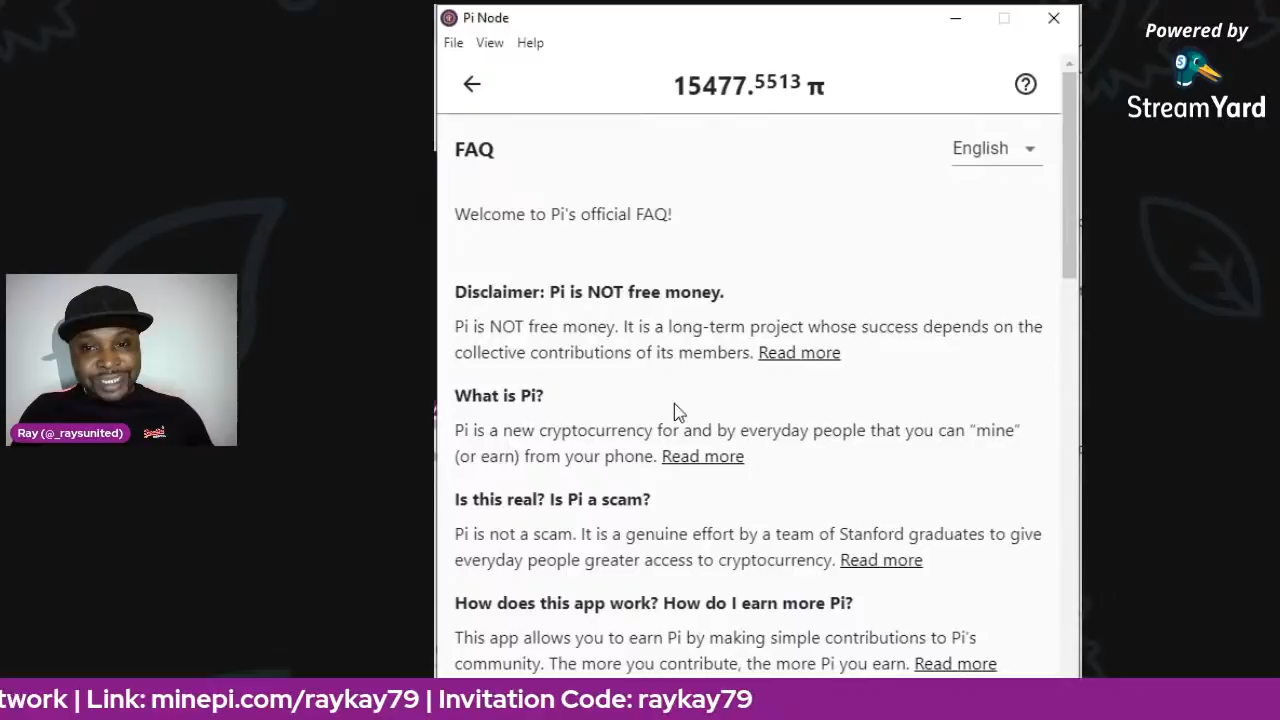 Pi Node
File View Help
15477.5513 π
FAQ
English
Welcome to Pi's official FAQ!
Disclaimer: Pi is NOT free money.
Pi is NOT free money. It is a long-term project whose success depends on the
collective contributions of its members. Read more
What is Pi?
Pi is a new cryptocurrency for and by everyday people that you can “mine”
(or earn) from your phone. Read more
Is this real? Is Pi a scam?
Pi is not a scam. It is a genuine effort by a team of Stanford graduates to give
everyday people greater access to cryptocurrency. Read more
How does this app work? How do I earn more Pi?
This app allows you to earn Pi by making simple contributions to Pi's
community. The more you contribute, the more Pi you earn. Read more
Powered by
StreamYard
Ray (@_raysunited)
twork | Link: minepi.com/raykay79 | Invitation Code: raykay79